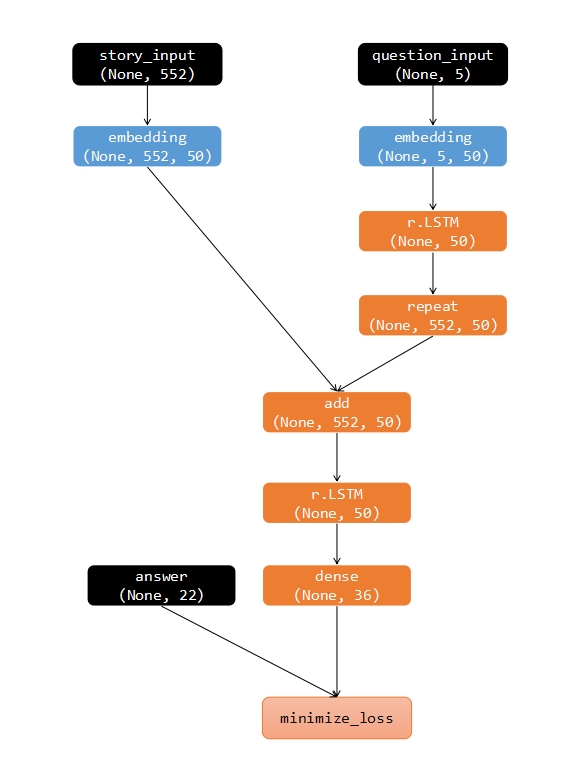 story_input
(None, 552)
question_input
(None, 5)
embedding
(None, 552, 50)
embedding
(None, 5, 50)
r.LSTM
(None, 50)
repeat
(None, 552, 50)
add
(None, 552, 50)
r.LSTM
(None, 50)
answer
(None, 22)
dense
(None, 36)
minimize_loss